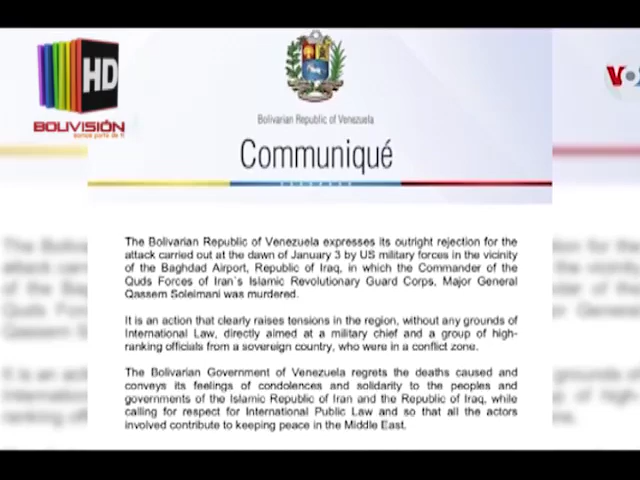 HD
BOLIVISIÓN
somos parte de ti
VO
Bolivarian Republic of Venezuela
Communiqué
The Bolivarian Republic of Venezuela expresses its outright rejection for the
attack carried out at the dawn of January 3 by US military forces in the vicinity
of the Baghdad Airport, Republic of Iraq, in which the Commander of the
Quds Forces of Iran`s Islamic Revolutionary Guard Corps, Major General
Qassem Soleimani was murdered.
It is an action that clearly raises tensions in the region, without any grounds of
International Law, directly aimed at a military chief and a group of high-
ranking officials from a sovereign country, who were in a conflict zone.
The Bolivarian Government of Venezuela regrets the deaths caused and
conveys its feelings of condolences and solidarity to the peoples and
governments of the Islamic Republic of Iran and the Republic of Iraq, while
calling for respect for International Public Law and so that all the actors
involved contribute to keeping peace in the Middle East.